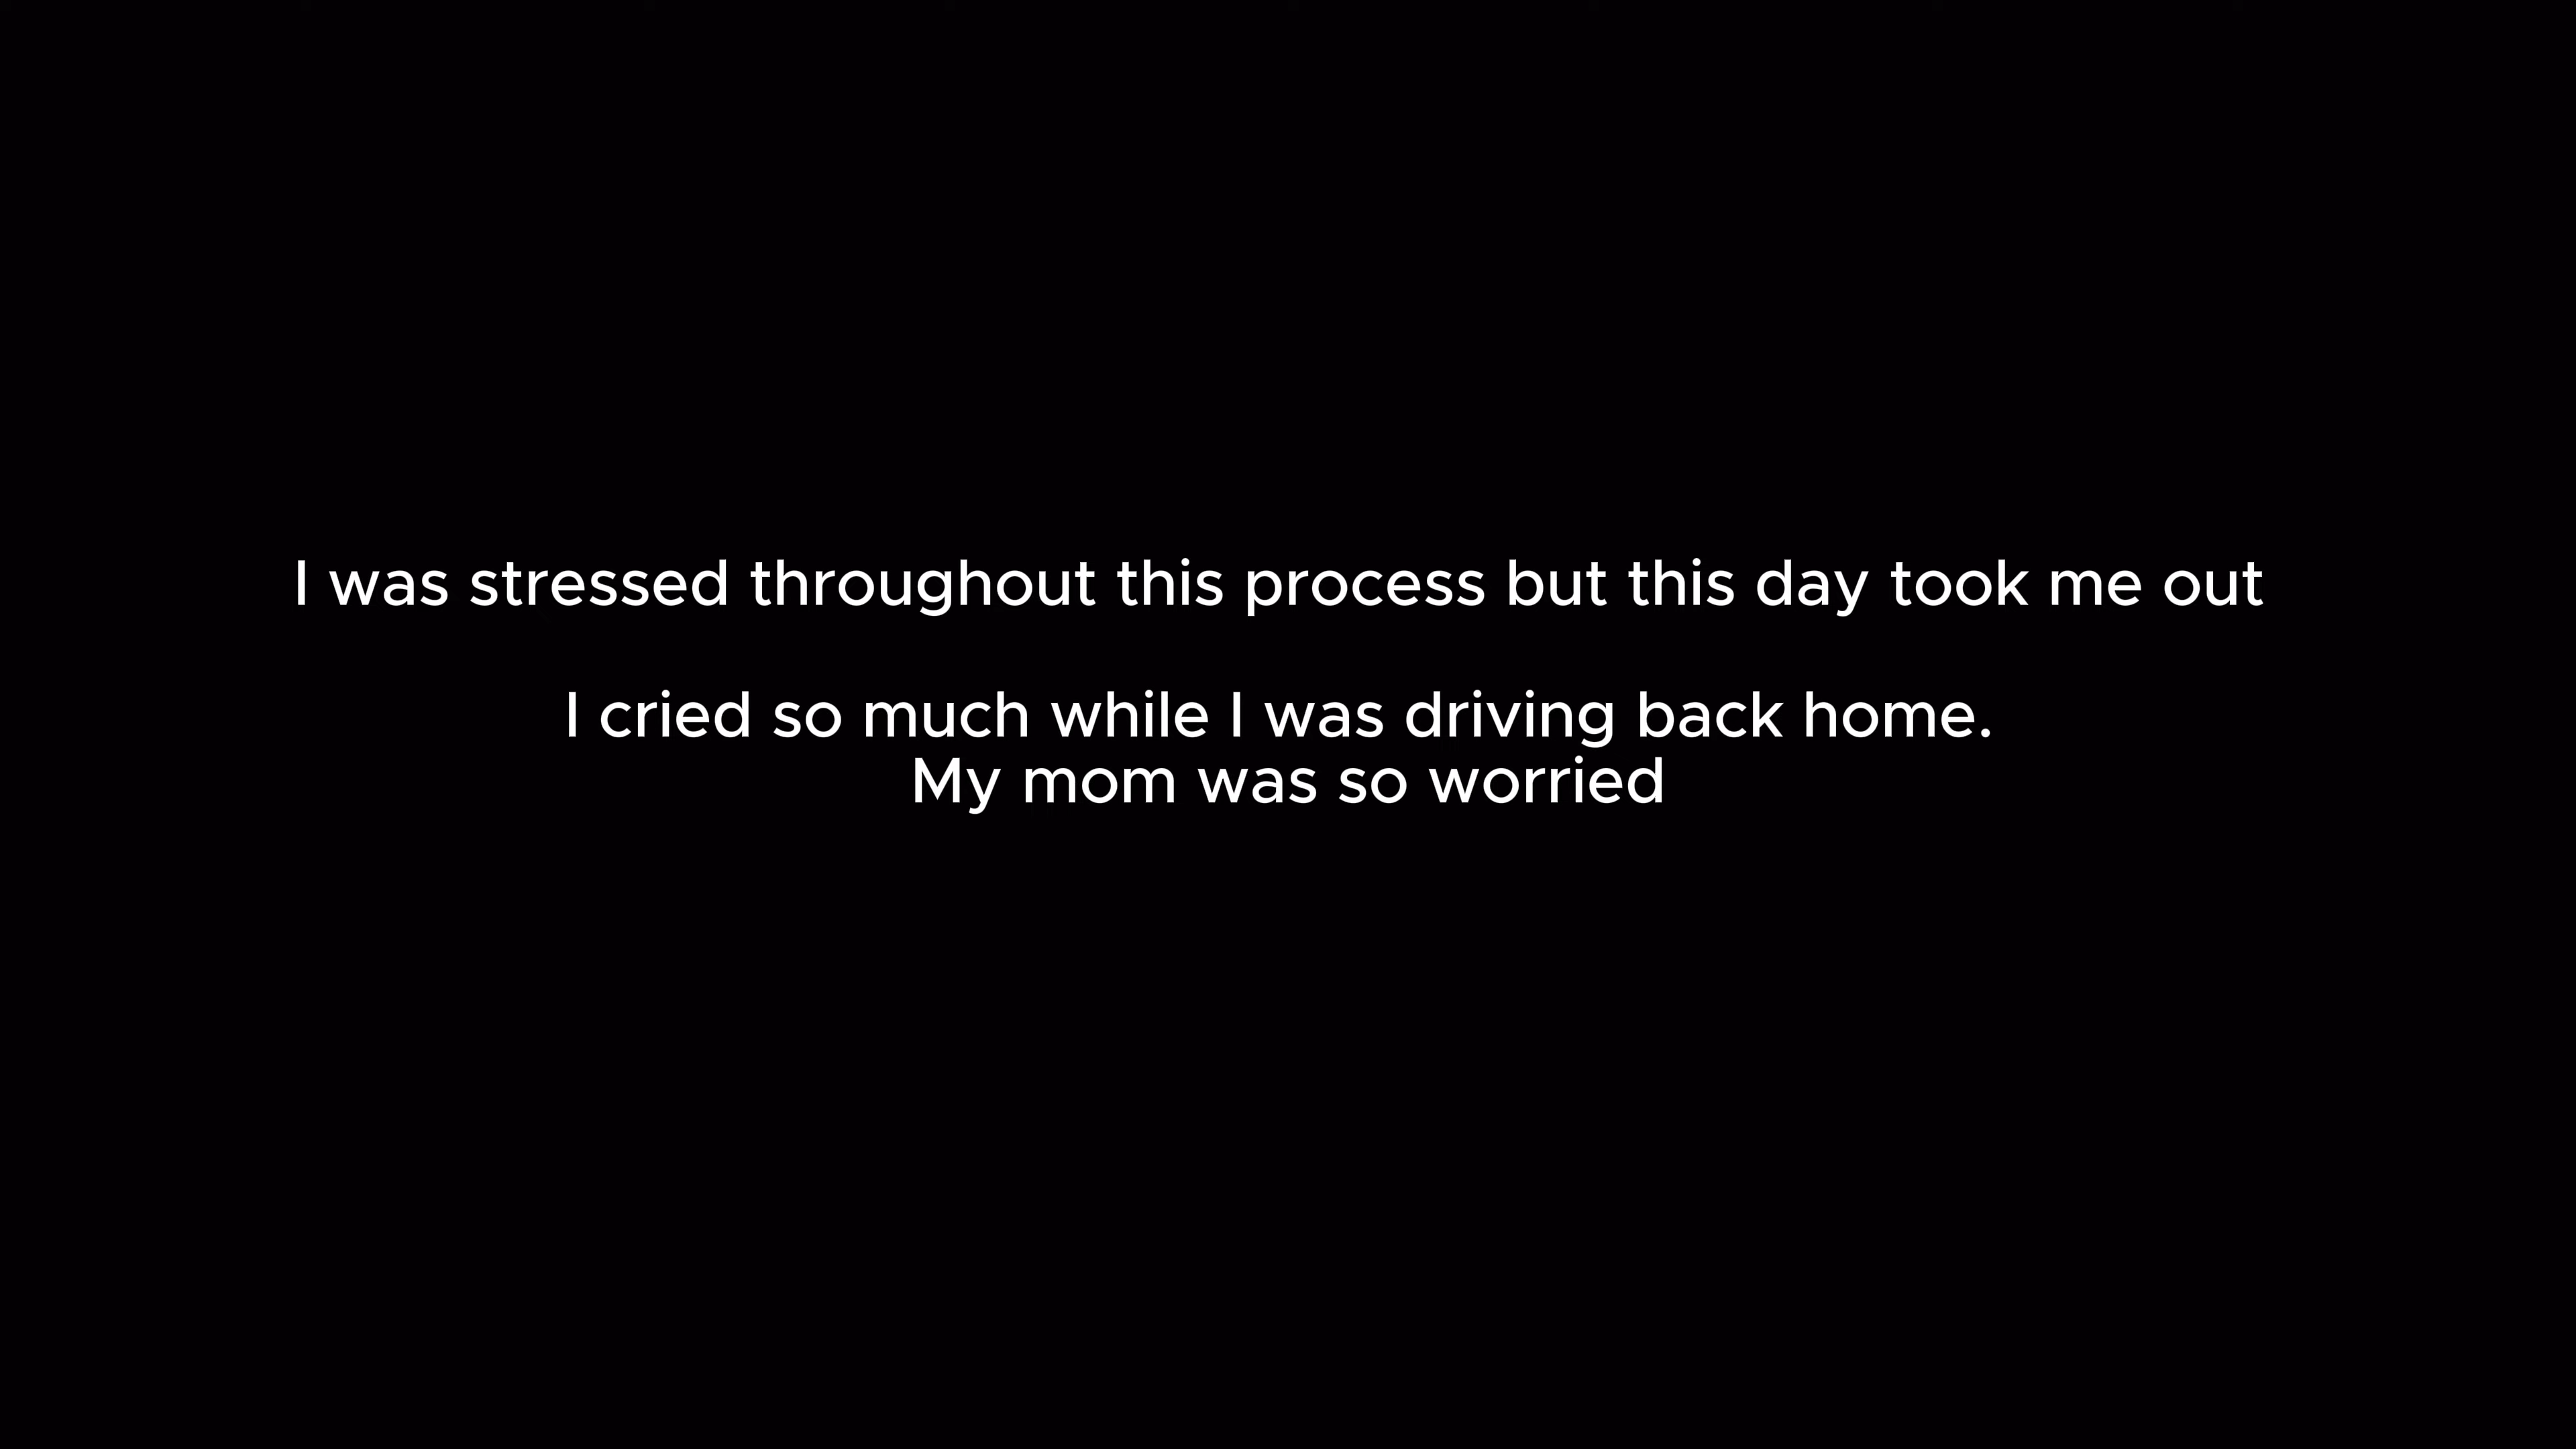 I was stressed throughout this process but this day took me out
I cried so much while I was driving back home.
My mom was so worried